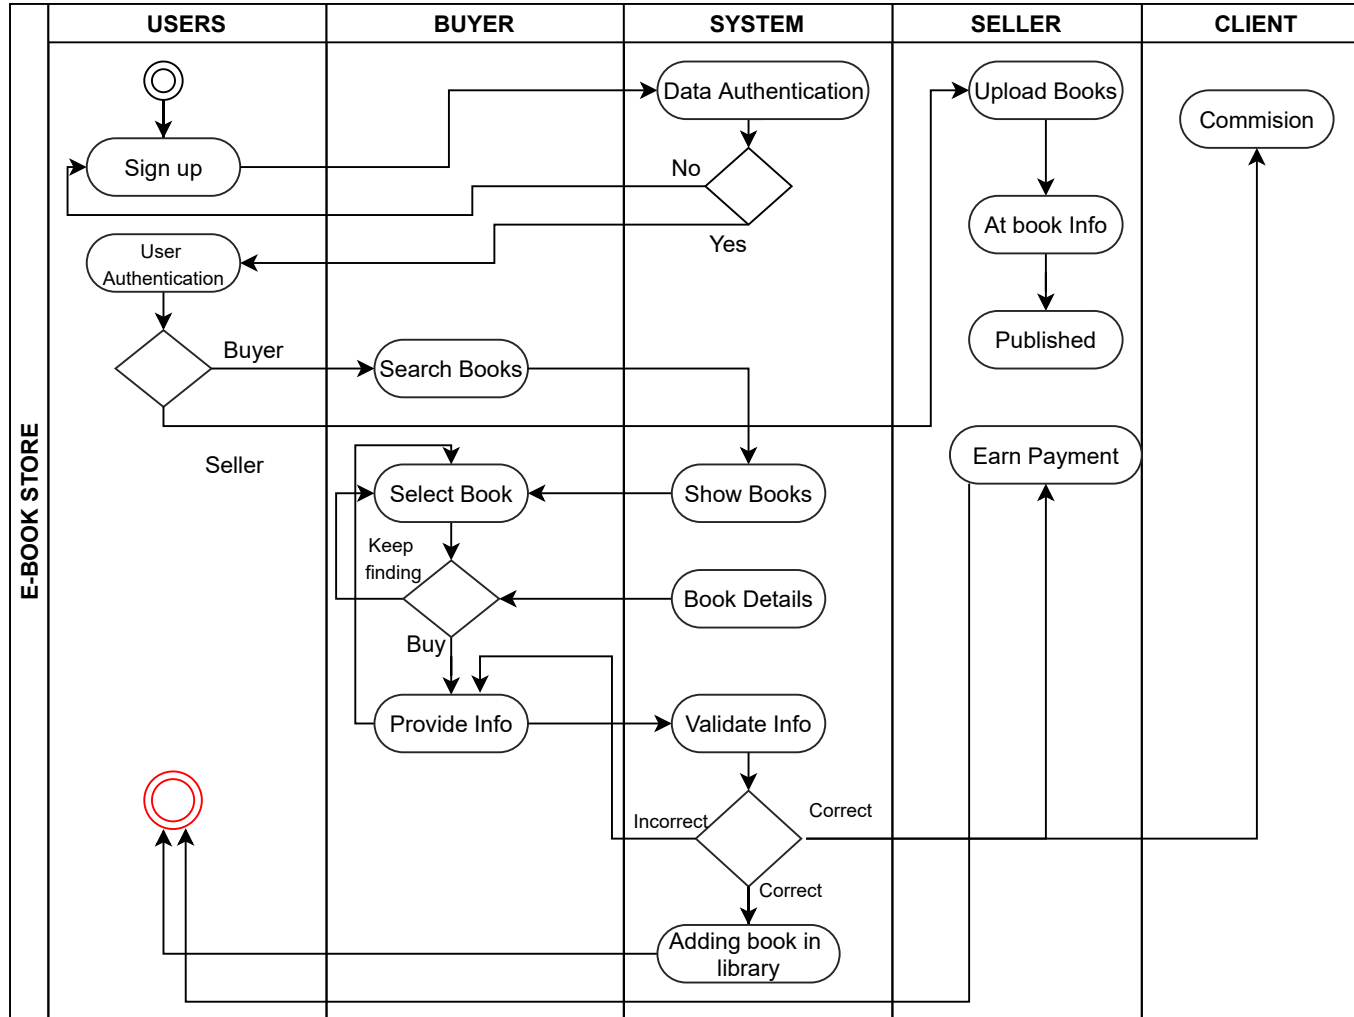 USERS
BUYER
SYSTEM
SELLER
CLIENT
E-BOOK STORE
Data Authentication
Upload Books
Commision
Sign up
No
At book Info
Yes
User
Authentication
Published
Buyer
Search Books
Seller
Earn Payment
Select Book
Show Books
Keep
finding
Book Details
Buy
Provide Info
Validate Info
Incorrect
Correct
Correct
Adding book in
library